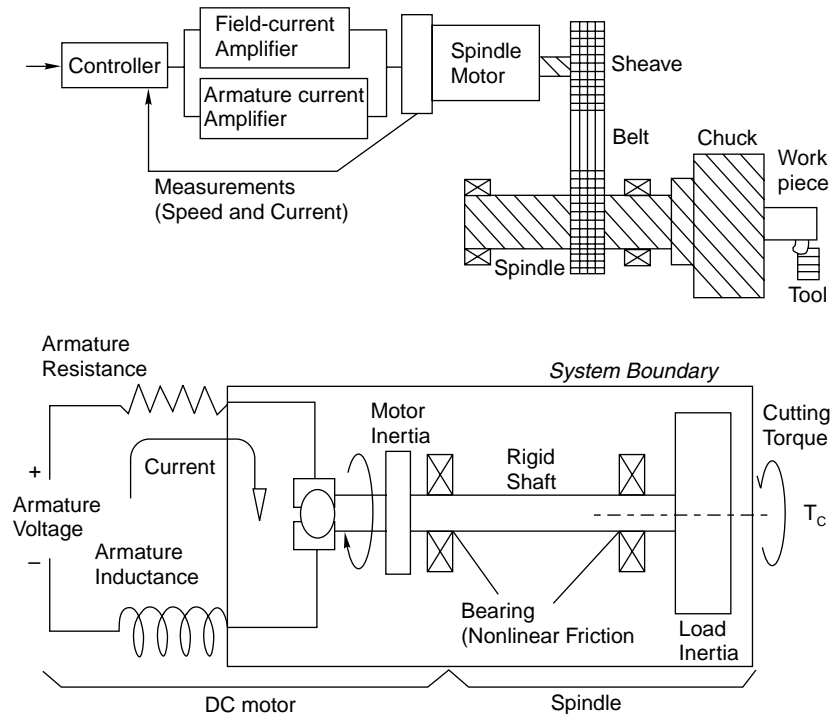 Field-current
Amplifier
Controller
Armature current
Amplifier
Spindle
Motor
Sheave
Belt
Chuck
Work
piece
Measurements
(Speed and Current)
Spindle
Tool
Armature
Resistance
System Boundary
Motor
Inertia
Cutting
Torque
+
Current
Rigid
Shaft
Armature
Voltage
T_C
–
Armature
Inductance
Bearing
(Nonlinear Friction
Load
Inertia
DC motor
Spindle